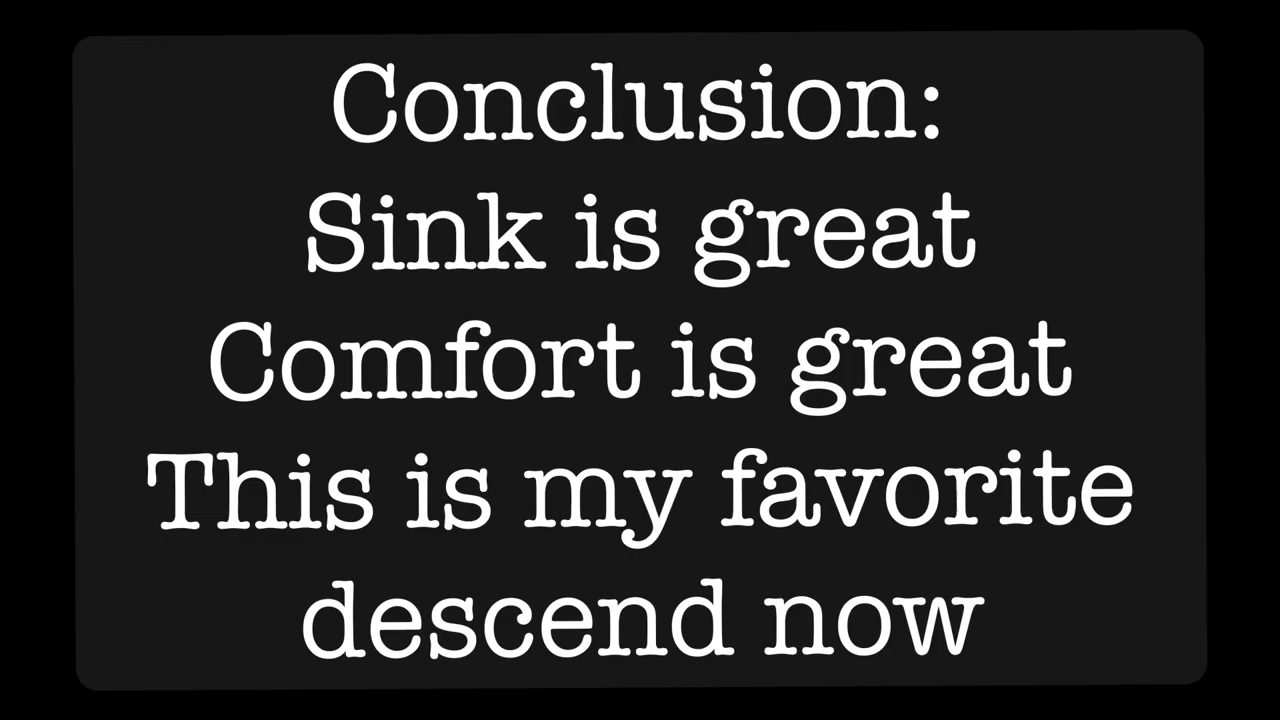 Conclusion:
Sink is great
Comfort is great
This is my favorite
descend now